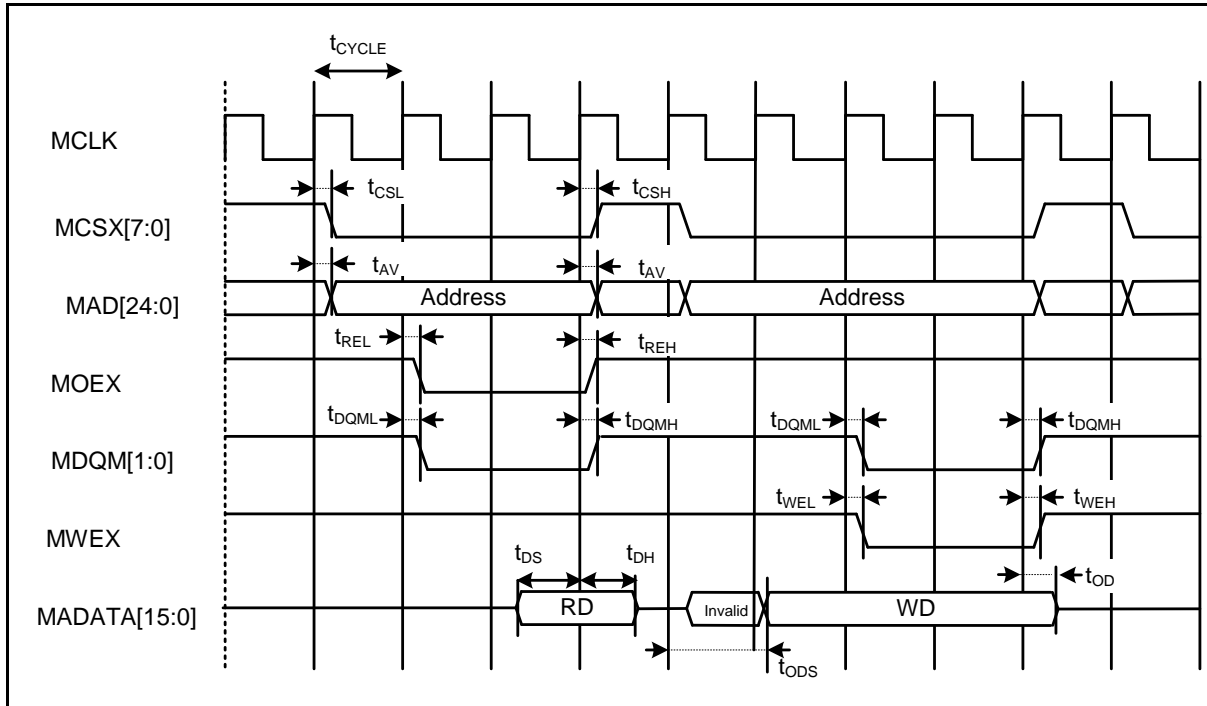 tCYCLE
MCLK
tCSL tCSH
MCSX[7:0]
tAV tAV
MAD[24:0] Address Address
tREL tREH
MOEX
tDQML tDQMH tDQML tDQMH
MDQM[1:0]
tWEL tWEH
MWEX
tDS tDH tOD
MADATA[15:0] RD Invalid WD
tODS